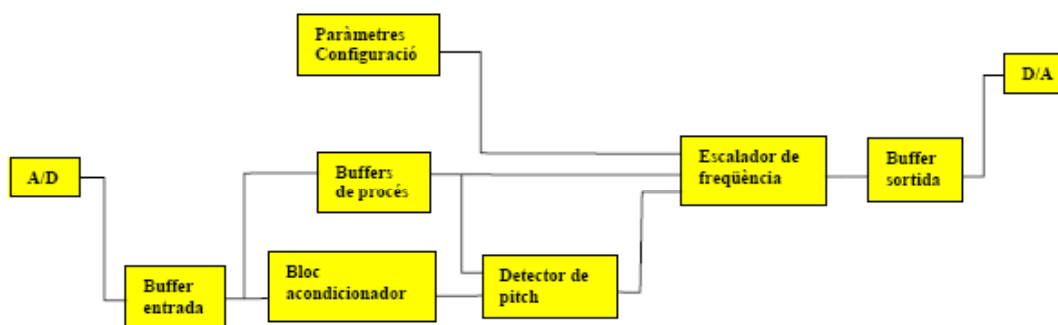 Paràmetres
Configuració
D/A
A/D
Buffers
de procés
Escalador de
freqüència
Buffer
sortida
Buffer
entrada
Bloc
acondicionador
Detector de
pitch